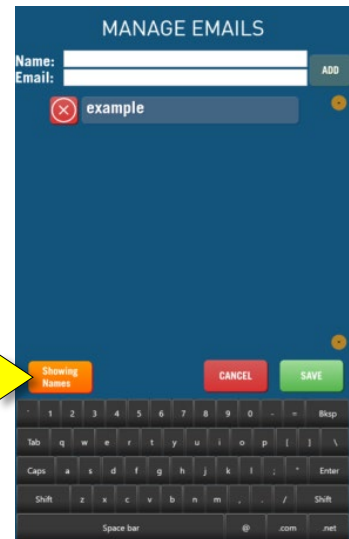 MANAGE EMAILS
Name:
Email:
ADD
example
Showing
Names
CANCEL
SAVE
` 1 2 3 4 5 6 7 8 9 0 - = Bksp
Tab q w e r t y u i o p [ ] \
Caps a s d f g h j k l ; ' Enter
Shift z x c v b n m , . / Shift
Space bar @ .com .net